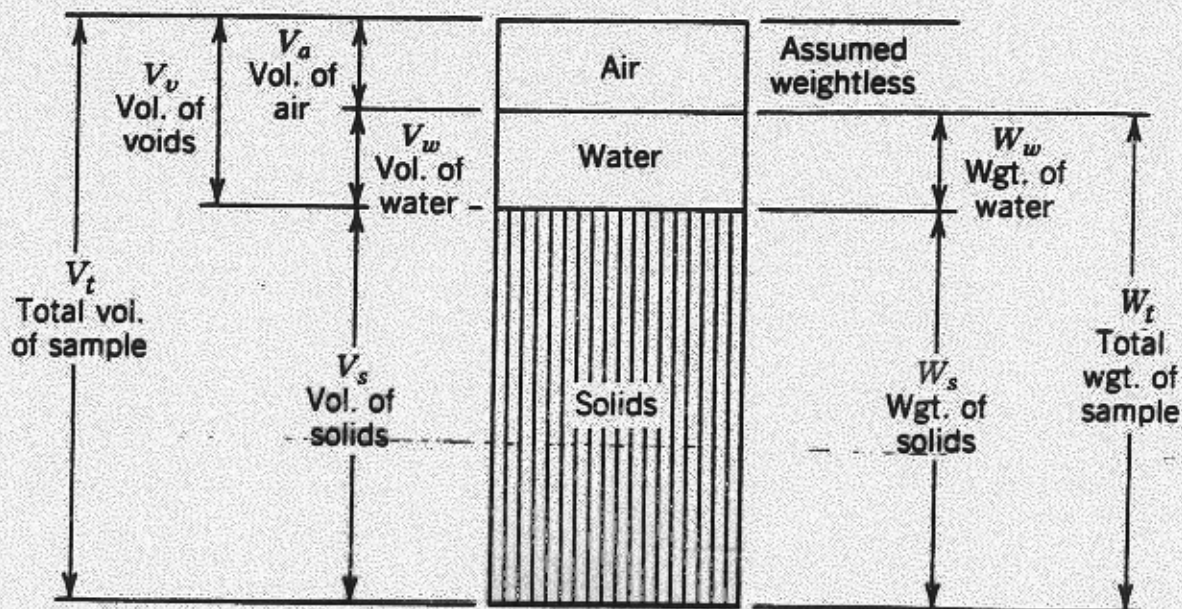 V_v
Vol. of
voids
V_a
Vol. of
air
V_w
Vol. of
water
V_t
Total vol.
of sample
V_s
Vol. of
solids
Air
Water
Solids
Assumed
weightless
W_w
Wgt. of
water
W_s
Wgt. of
solids
W_t
Total
wgt. of
sample